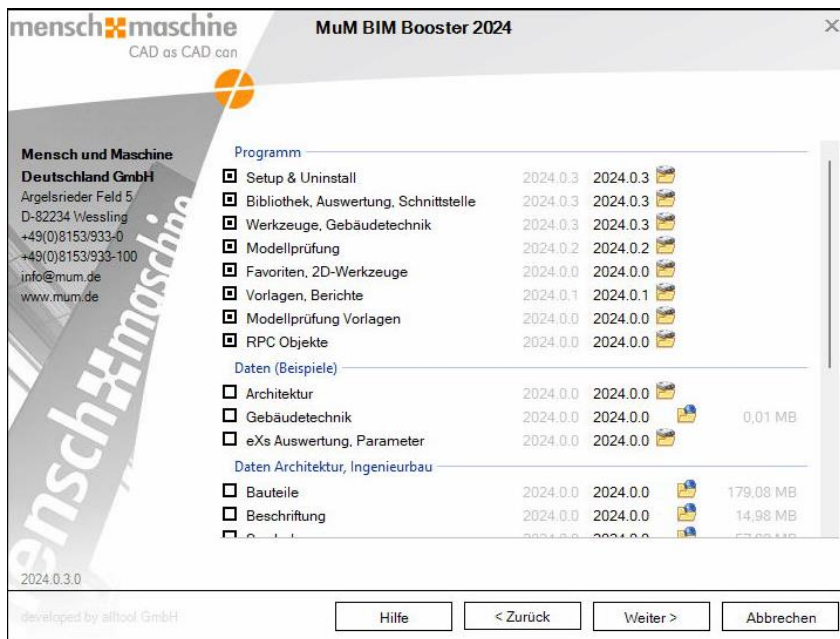 mensch maschine
CAD as CAD can
MuM BIM Booster 2024
Mensch und Maschine
Deutschland GmbH
Argelsrieder Feld 5
D-82234 Wessling
+49(0)8153/933-0
+49(0)8153/933-100
info@mum.de
www.mum.de
mensch maschine
Programm
Setup & Uninstall 2024.0.3 2024.0.3
Bibliothek, Auswertung, Schnittstelle 2024.0.3 2024.0.3
Werkzeuge, Gebäudetechnik 2024.0.3 2024.0.3
Modellprüfung 2024.0.2 2024.0.2
Favoriten, 2D-Werkzeuge 2024.0.0 2024.0.0
Vorlagen, Berichte 2024.0.1 2024.0.1
Modellprüfung Vorlagen 2024.0.0 2024.0.0
RPC Objekte 2024.0.0 2024.0.0
Daten (Beispiele)
Architektur 2024.0.0 2024.0.0
Gebäudetechnik 2024.0.0 2024.0.0 0,01 MB
eXs Auswertung, Parameter 2024.0.0 2024.0.0
Daten Architektur, Ingenieurbau
Bauteile 2024.0.0 2024.0.0 179,08 MB
Beschriftung 2024.0.0 2024.0.0 14,98 MB
2024.0.3.0
developed by alltool GmbH
Hilfe < Zurück Weiter > Abbrechen